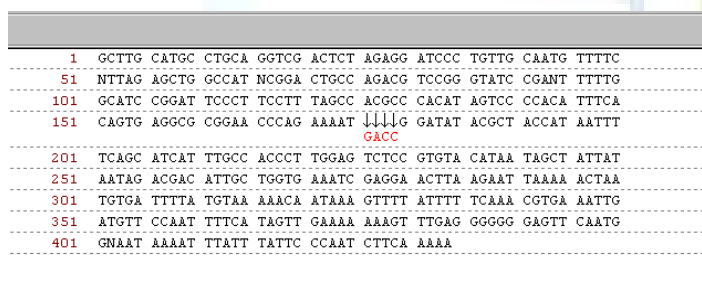 1 GCTTG CATGC CTGCA GGTCG ACTCT AGAGG ATCCC TGTTG CAATG TTTTC
51 NTTAG AGCTG GCCAT NCGGA CTGCC AGACG TCCGG GTATC CGANT TTTTG
101 GCATC CGGAT TCCCT TCCTT TAGCC ACGCC CACAT AGTCC CCACA TTTCA
151 CAGTG AGGCG CGGAA CCCAG AAAAT ↓↓↓↓G GATAT ACGCT ACCAT AATTT
GACC
201 TCAGC ATCAT TTGCC ACCCT TGGAG TCTCC GTGTA CATAA TAGCT ATTAT
251 AATAG ACGAC ATTGC TGGTG AAATC GAGGA ACTTA AGAAT TAAAA ACTAA
301 TGTGA TTTTA TGTAA AAACA ATAAA GTTTT ATTTT TCAAA CGTGA AATTG
351 ATGTT CCAAT TTTCA TAGTT GAAAA AAAGT TTGAG GGGGG GAGTT CAATG
401 GNAAT AAAAT TTATT TATTC CCAAT CTTCA AAAA